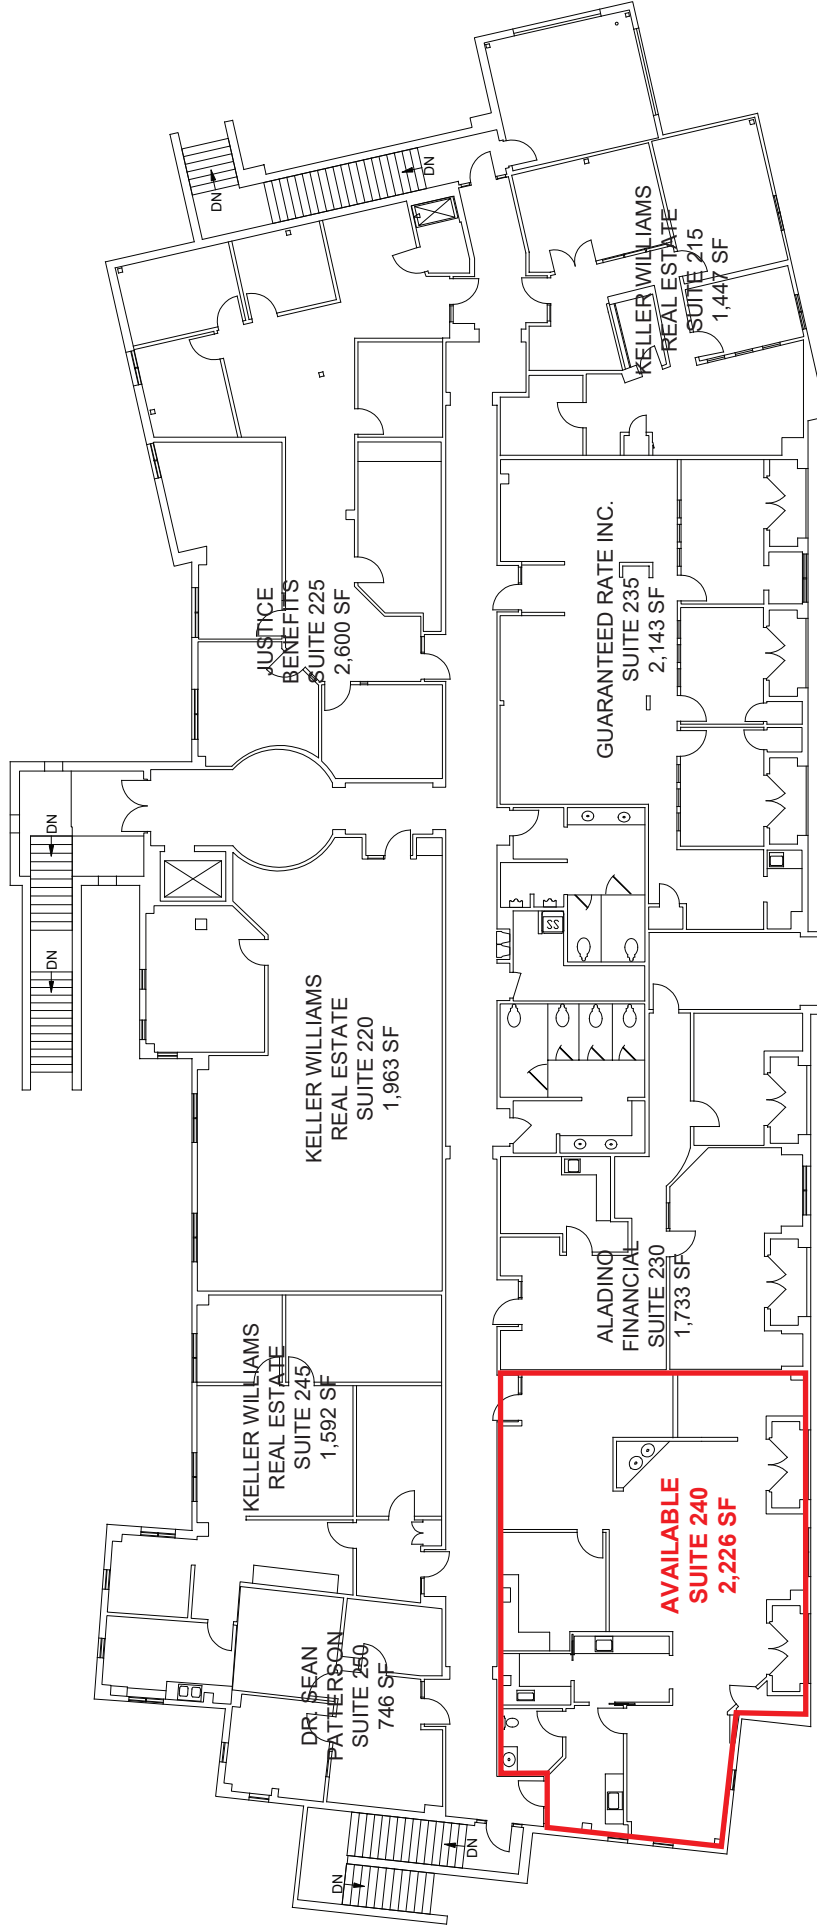 DN
DN
KELLER WILLIAMS
REAL ESTATE
SUITE 215
1,447 SF
JUSTICE
BENEFITS
SUITE 225
2,600 SF
GUARANTEED RATE INC.
SUITE 235
2,143 SF
DN
DN
22
KELLER WILLIAMS
REAL ESTATE
SUITE 220
1,963 SF
ALADINO
FINANCIAL
SUITE 230
1,733 SF
KELLER WILLIAMS
REAL ESTATE
SUITE 245
1,592 SF
AVAILABLE
SUITE 240
2,226 SF
DR. SEAN
PATTERSON
SUITE 250
746 SF
DN
DN